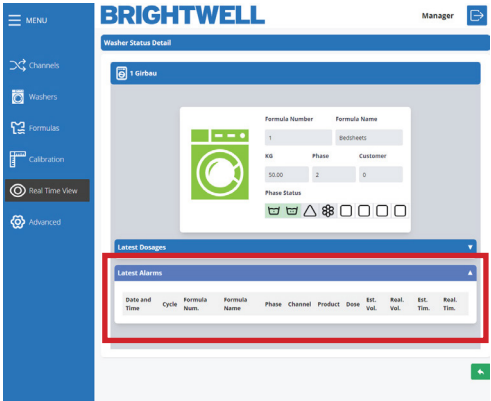 MENU
BRIGHTWELL
Manager
Washer Status Detail
Channels
Washers
Formulas
Calibration
Real Time View
Advanced
1 Girbau
Formula Number Formula Name
1 Bedsheets
KG Phase Customer
50.00 2 0
Phase Status
Latest Dosages
Latest Alarms
Date and Time Cycle Formula Num. Formula Name Phase Channel Product Dose Est. Vol. Real. Vol. Est. Tim. Real. Tim.